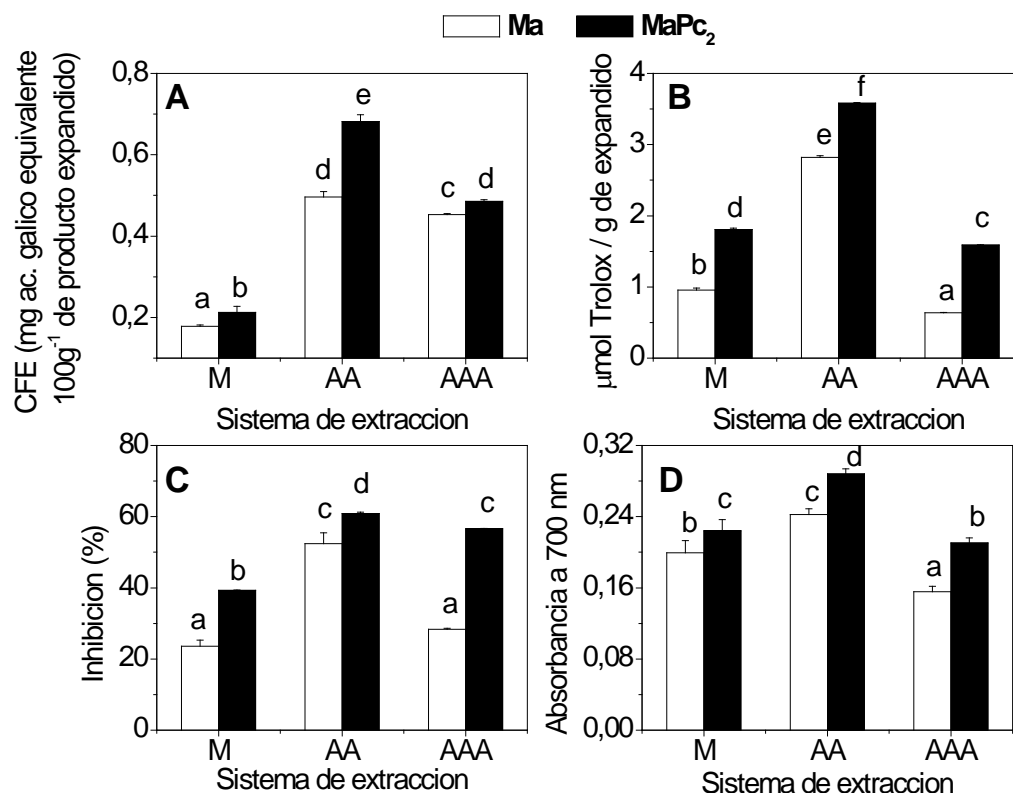 Ma MaPc₂
A
CFE (mg ac. galico equivalente
100g⁻¹ de producto expandido)
0,8
0,6
0,4
0,2
a b d e c d
M AA AAA
Sistema de extraccion
B
μmol Trolox / g de expandido
4
3
2
1
0
b d e f a c
M AA AAA
Sistema de extraccion
C
Inhibicion (%)
80
60
40
20
0
a b c d a c
M AA AAA
Sistema de extraccion
D
Absorbancia a 700 nm
0,32
0,24
0,16
0,08
0,00
b c c d a b
M AA AAA
Sistema de extraccion